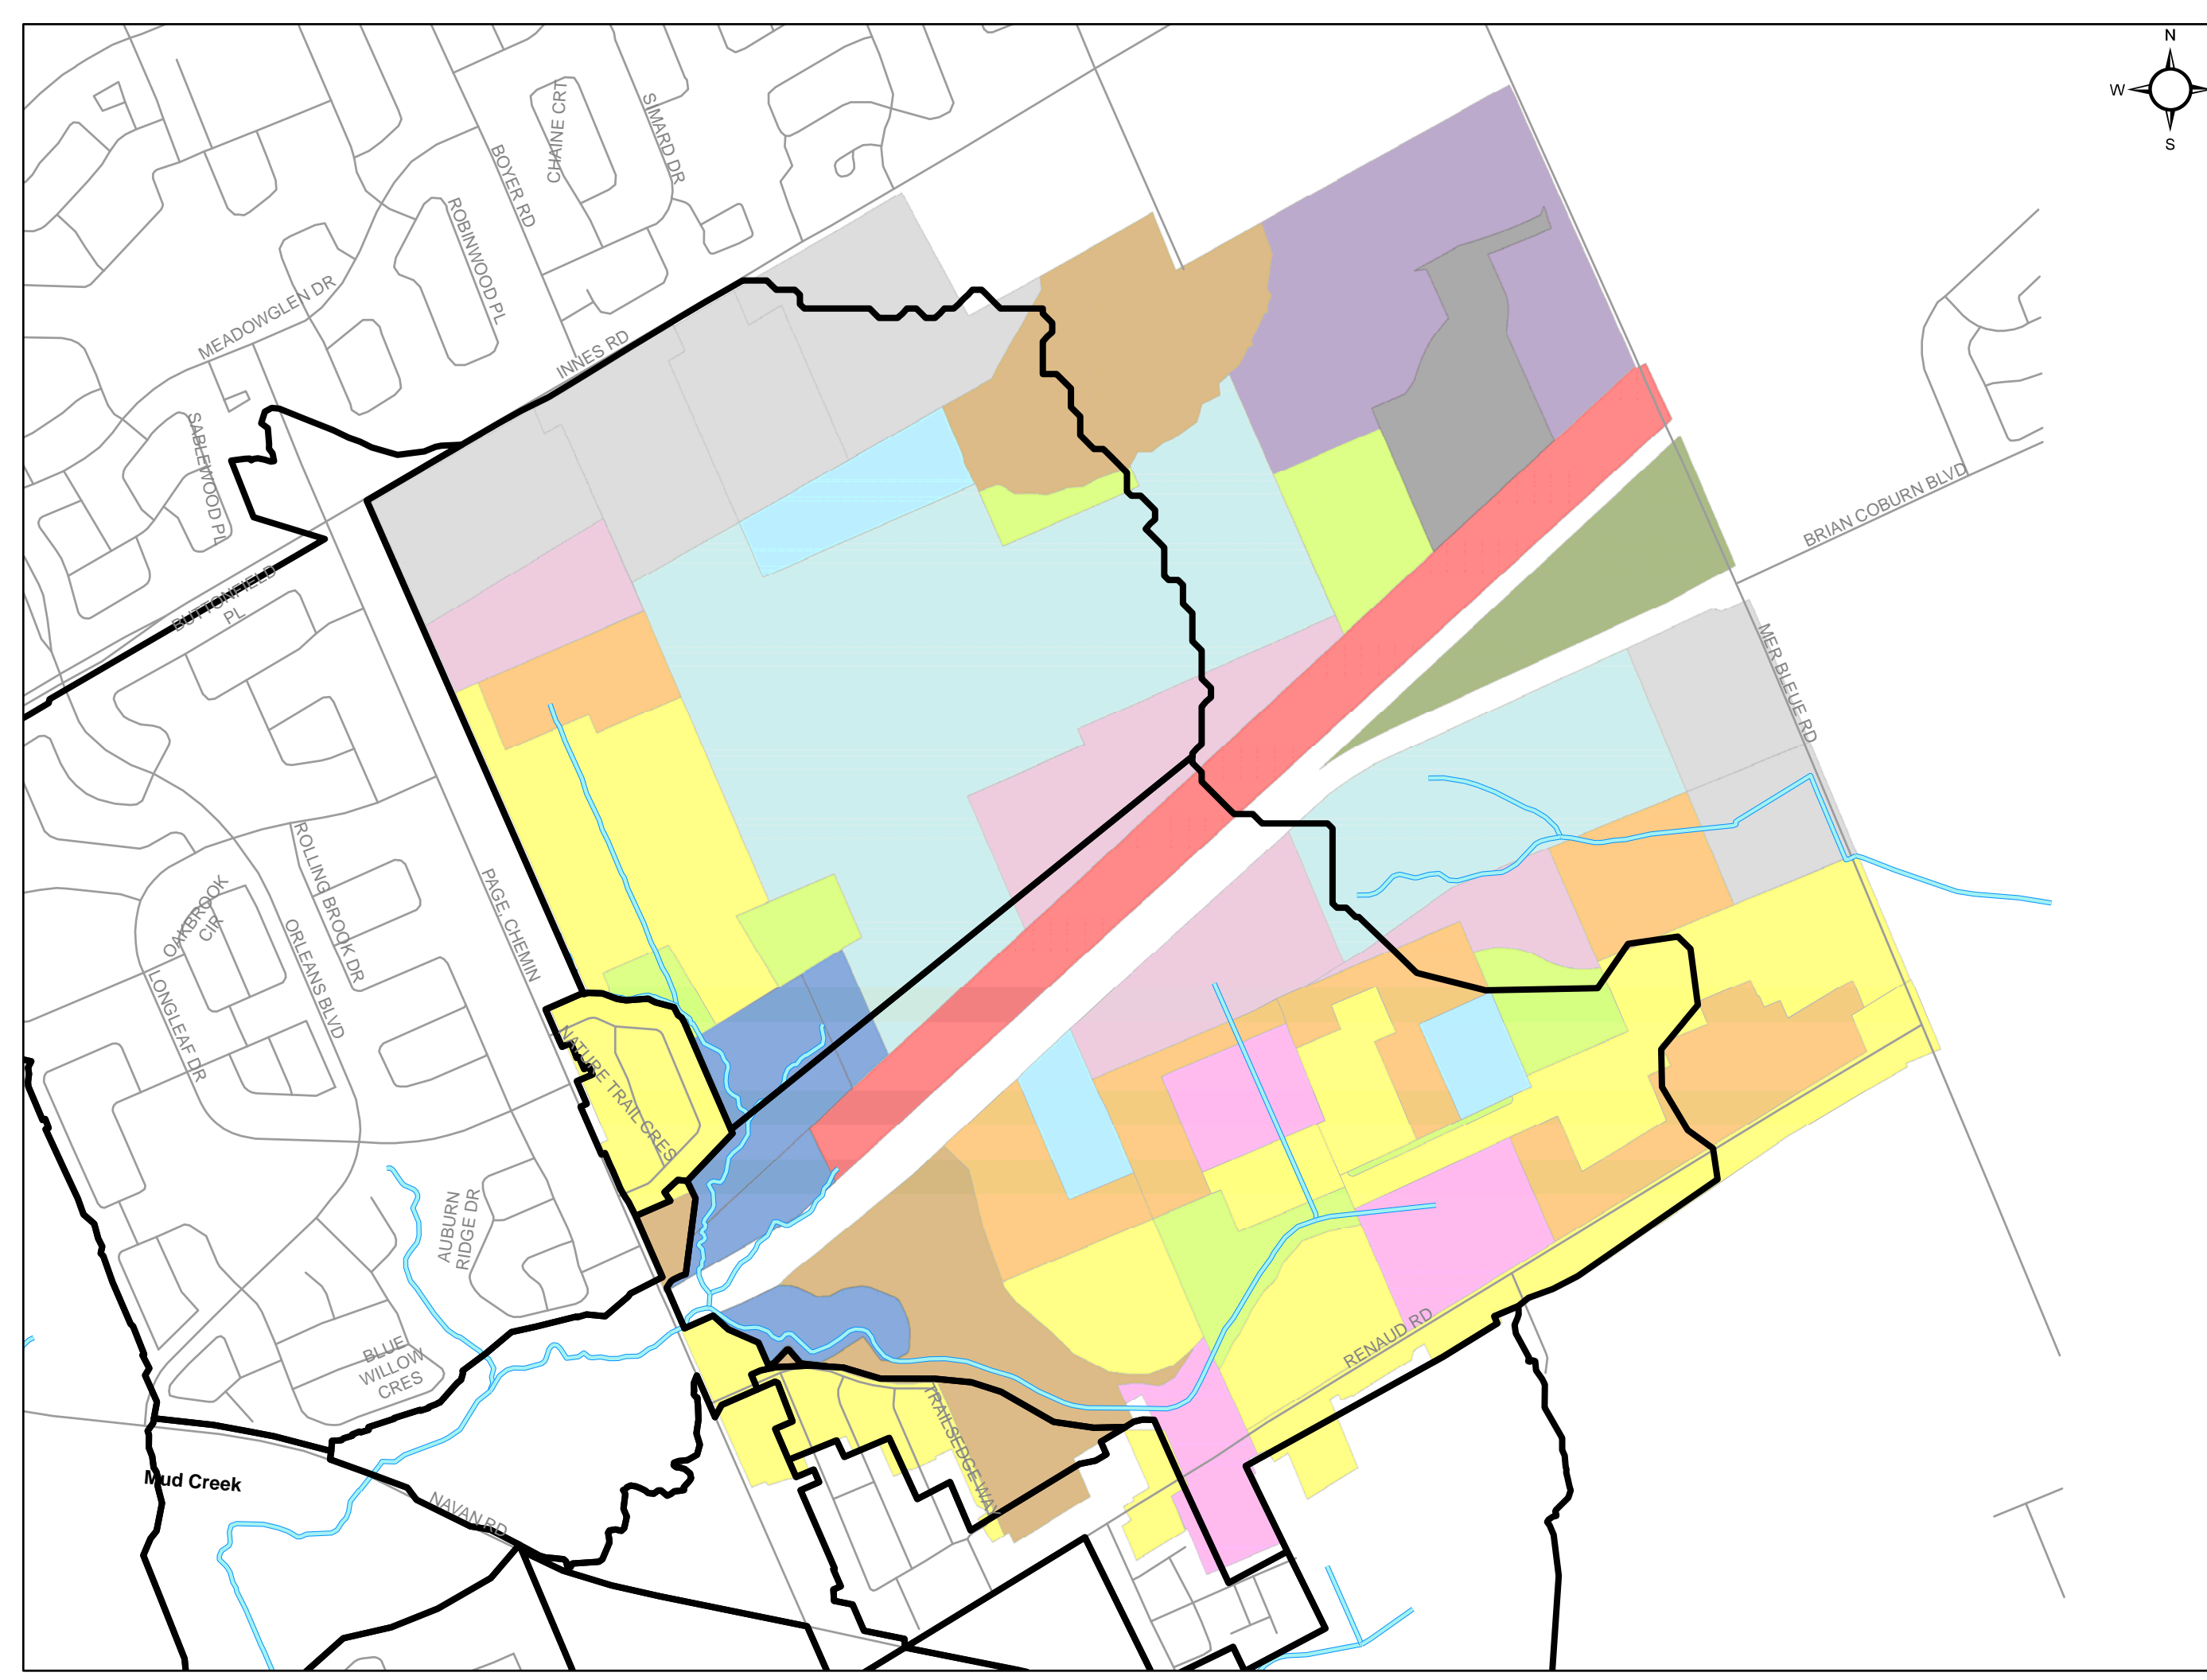 N
W
S
CHAINE CRT
SIMARD DR
BOYER RD
ROBINWOOD PL
MEADOWGLEN DR
INNES RD
SABLEWOOD PL
BRIAN COBURN BLVD
BUTTONFIELD
PL
MER BLEUE RD
ROLLINGBROOK DR
PAGE, CHEMIN
OAKBROOK
CIR
ORLEANS BLVD
LONGLEAF DR
NATURE TRAIL CRES
AUBURN
RIDGE DR
BLUE
WILLOW
CRES
RENAUD RD
TRAILSEDGE WAY
Mud Creek
NAVAN RD